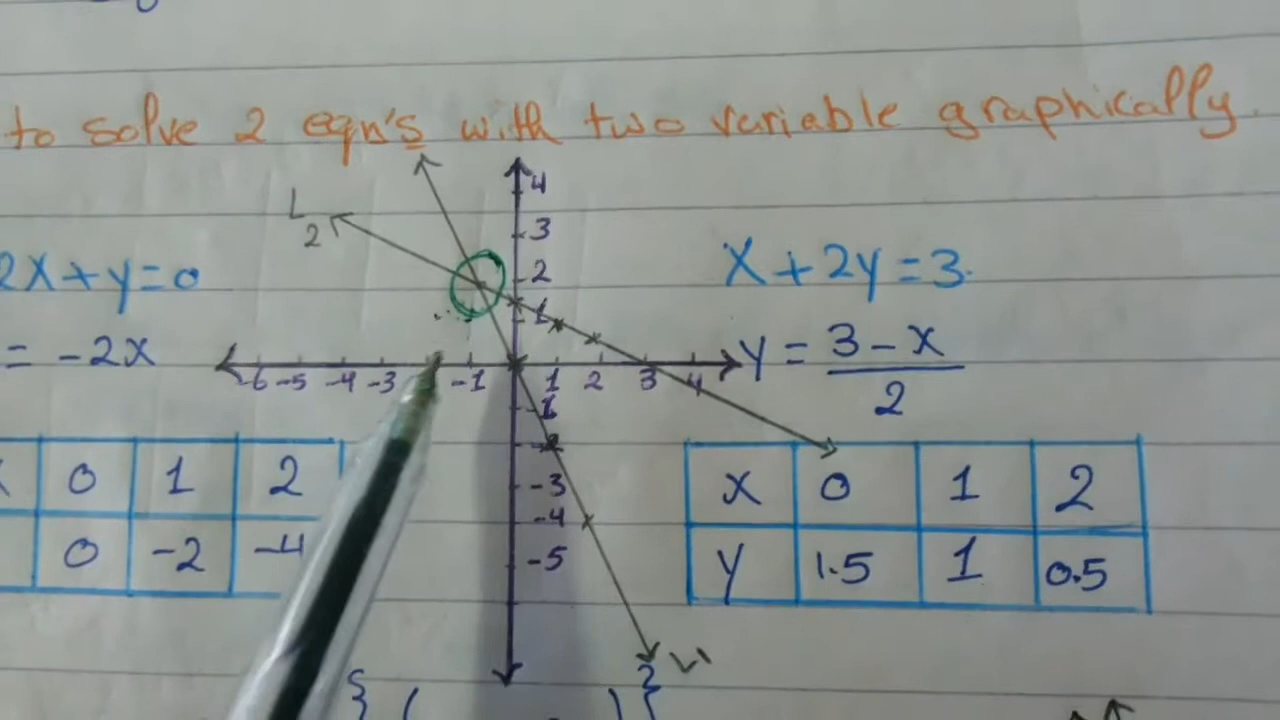 to solve 2 eqn's with two variable graphically.
4
L2
3
2X+y=0
2
X+2y=3.
1
= -2X
y = 3-X / 2
-6 -5 -4 -3 -1 1 2 3 4
-1
-2
-3
-4
-5
0 1 2
0 -2 -4
X 0 1 2
y 1.5 1 0.5
L1
{( )}